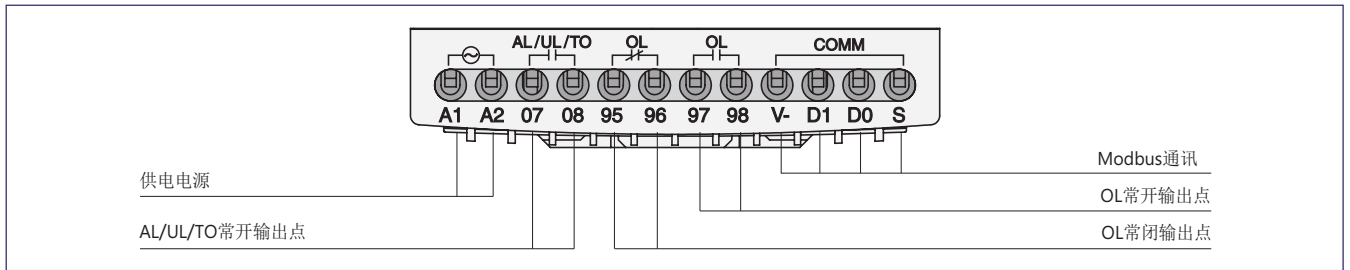 AL/UL/TO OL OL COMM
A1 A2 07 08 95 96 97 98 V- D1 D0 S
供电电源
AL/UL/TO常开输出点
Modbus通讯
OL常开输出点
OL常闭输出点